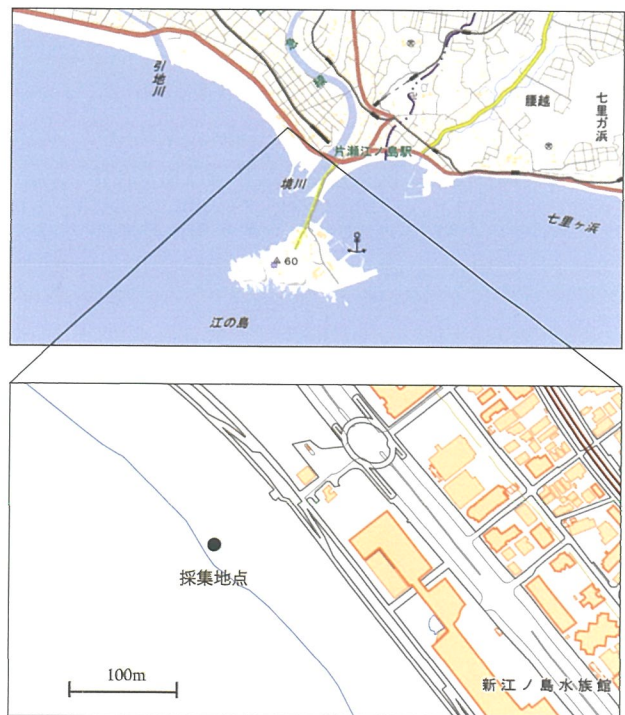 引地川
腰越
七里ガ浜
片瀬江ノ島駅
境川
七里ヶ浜
60
江の島
採集地点
100m
新江ノ島水族館